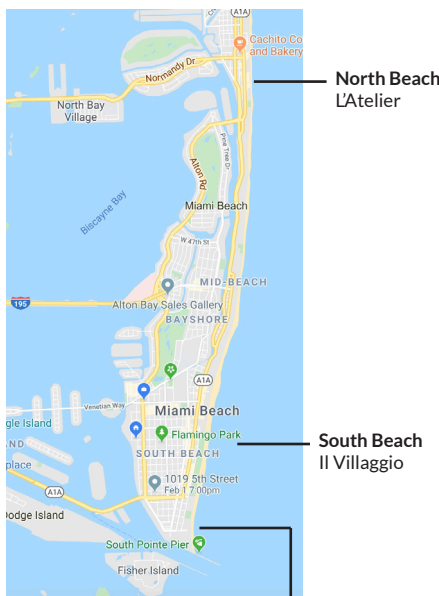 A1A
Cachito Co
and Bakery
Normandy Dr
North Beach
L'Atelier
North Bay
Village
Pine Tree Dr
Alton Rd
Biscayne Bay
Miami Beach
W 47th St
MID-BEACH
195
Alton Bay Sales Gallery
BAYSHORE
A1A
Venetian Way
Miami Beach
gle Island
Flamingo Park
South Beach
Il Villaggio
AND
SOUTH BEACH
place
1019 5th Street
Feb 1 7:00pm
A1A
Dodge Island
South Pointe Pier
Fisher Island